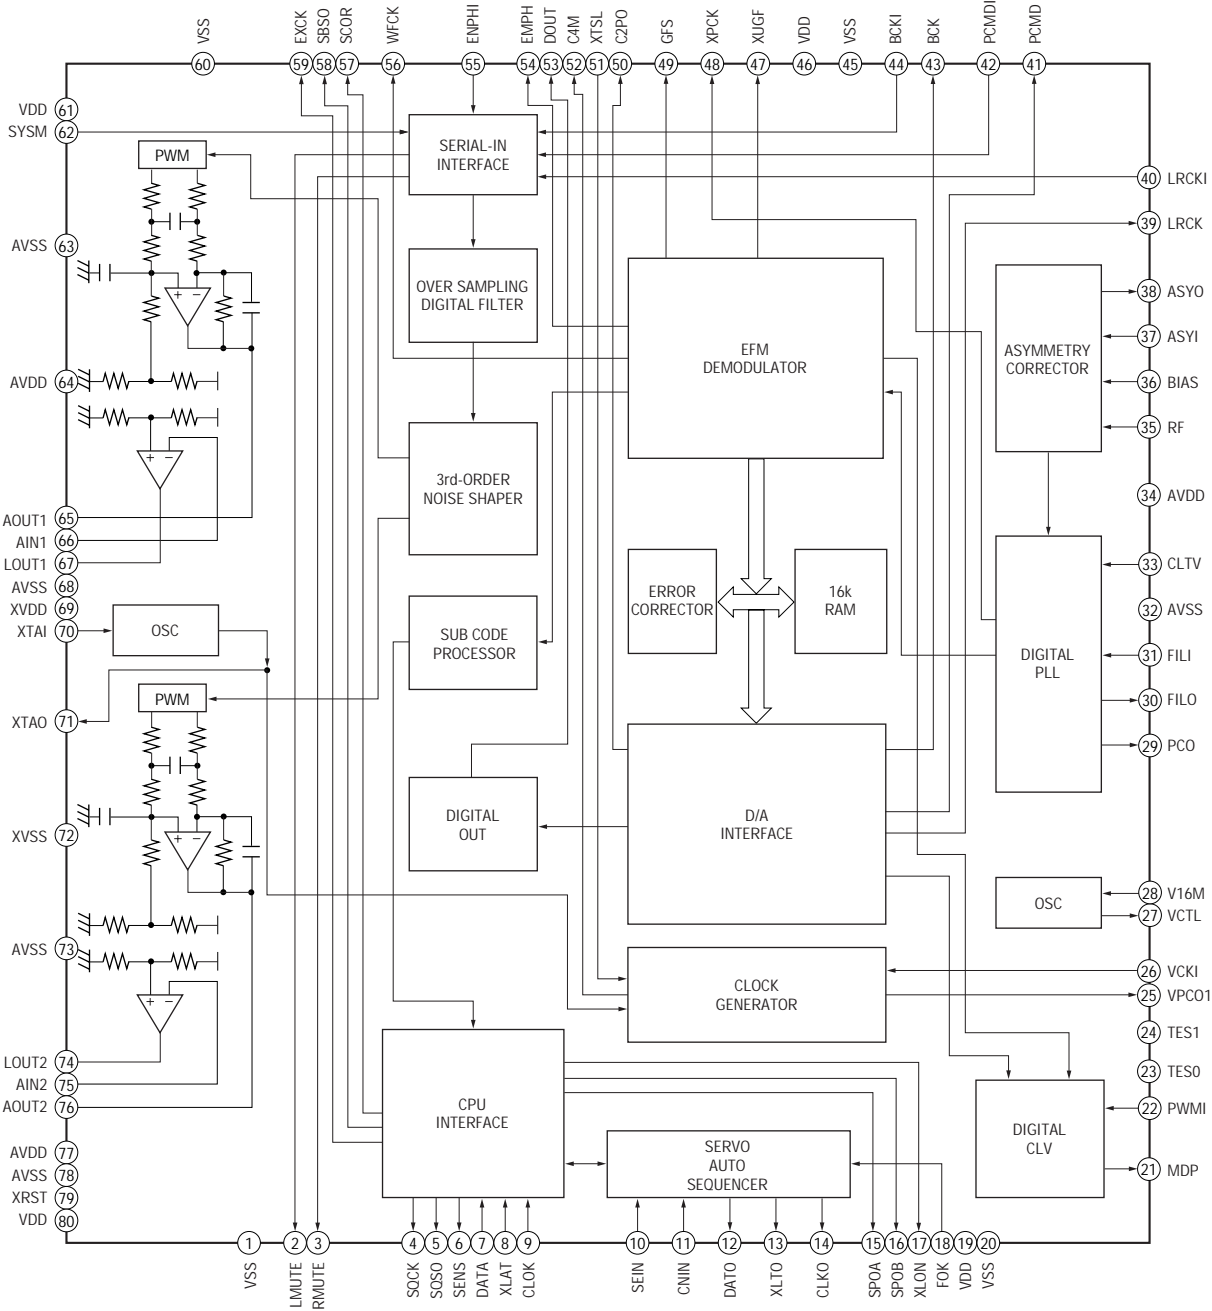 VSS
EXCK
SBSO
SCOR
WFCK
ENPHI
EMPH
DOUT
C4M
XTSL
C2PO
GFS
XPCK
XUGF
VDD
VSS
BCKI
BCK
PCMDI
PCMD
60
59
58
57
56
55
54
53
52
51
50
49
48
47
46
45
44
43
42
41
VDD 61
SYSM 62
AVSS 63
AVDD 64
AOUT1 65
AIN1 66
LOUT1 67
AVSS 68
XVDD 69
XTAI 70
XTAO 71
XVSS 72
AVSS 73
LOUT2 74
AIN2 75
AOUT2 76
AVDD 77
AVSS 78
XRST 79
VDD 80
PWM
+ −
+ −
OSC
PWM
+ −
+ −
SERIAL-IN
INTERFACE
OVER SAMPLING
DIGITAL FILTER
3rd-ORDER
NOISE SHAPER
SUB CODE
PROCESSOR
DIGITAL
OUT
CPU
INTERFACE
EFM
DEMODULATOR
ERROR
CORRECTOR
16k
RAM
D/A
INTERFACE
CLOCK
GENERATOR
SERVO
AUTO
SEQUENCER
ASYMMETRY
CORRECTOR
DIGITAL
PLL
OSC
DIGITAL
CLV
40 LRCKI
39 LRCK
38 ASYO
37 ASYI
36 BIAS
35 RF
34 AVDD
33 CLTV
32 AVSS
31 FILI
30 FILO
29 PCO
28 V16M
27 VCTL
26 VCKI
25 VPCO1
24 TES1
23 TES0
22 PWMI
21 MDP
1
2
3
4
5
6
7
8
9
10
11
12
13
14
15
16
17
18
19
20
VSS
LMUTE
RMUTE
SQCK
SQSO
SENS
DATA
XLAT
CLOK
SEIN
CNIN
DATO
XLTO
CLKO
SPOA
SPOB
XLON
FOK
VDD
VSS